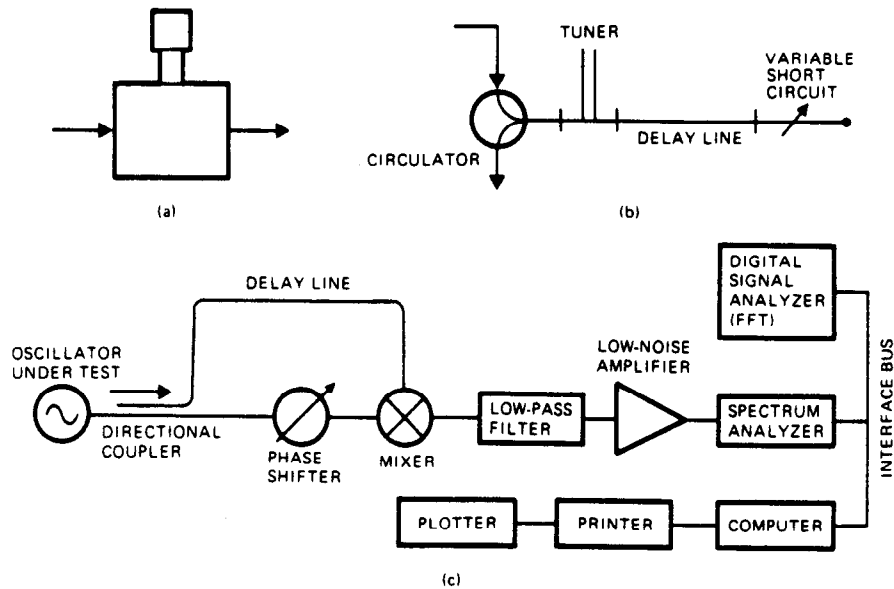 (a)
TUNER
VARIABLE
SHORT
CIRCUIT
CIRCULATOR
DELAY LINE
(b)
DELAY LINE
OSCILLATOR
UNDER TEST
DIRECTIONAL
COUPLER
PHASE
SHIFTER
MIXER
LOW-PASS
FILTER
LOW-NOISE
AMPLIFIER
DIGITAL
SIGNAL
ANALYZER
(FFT)
SPECTRUM
ANALYZER
INTERFACE BUS
PLOTTER
PRINTER
COMPUTER
(c)